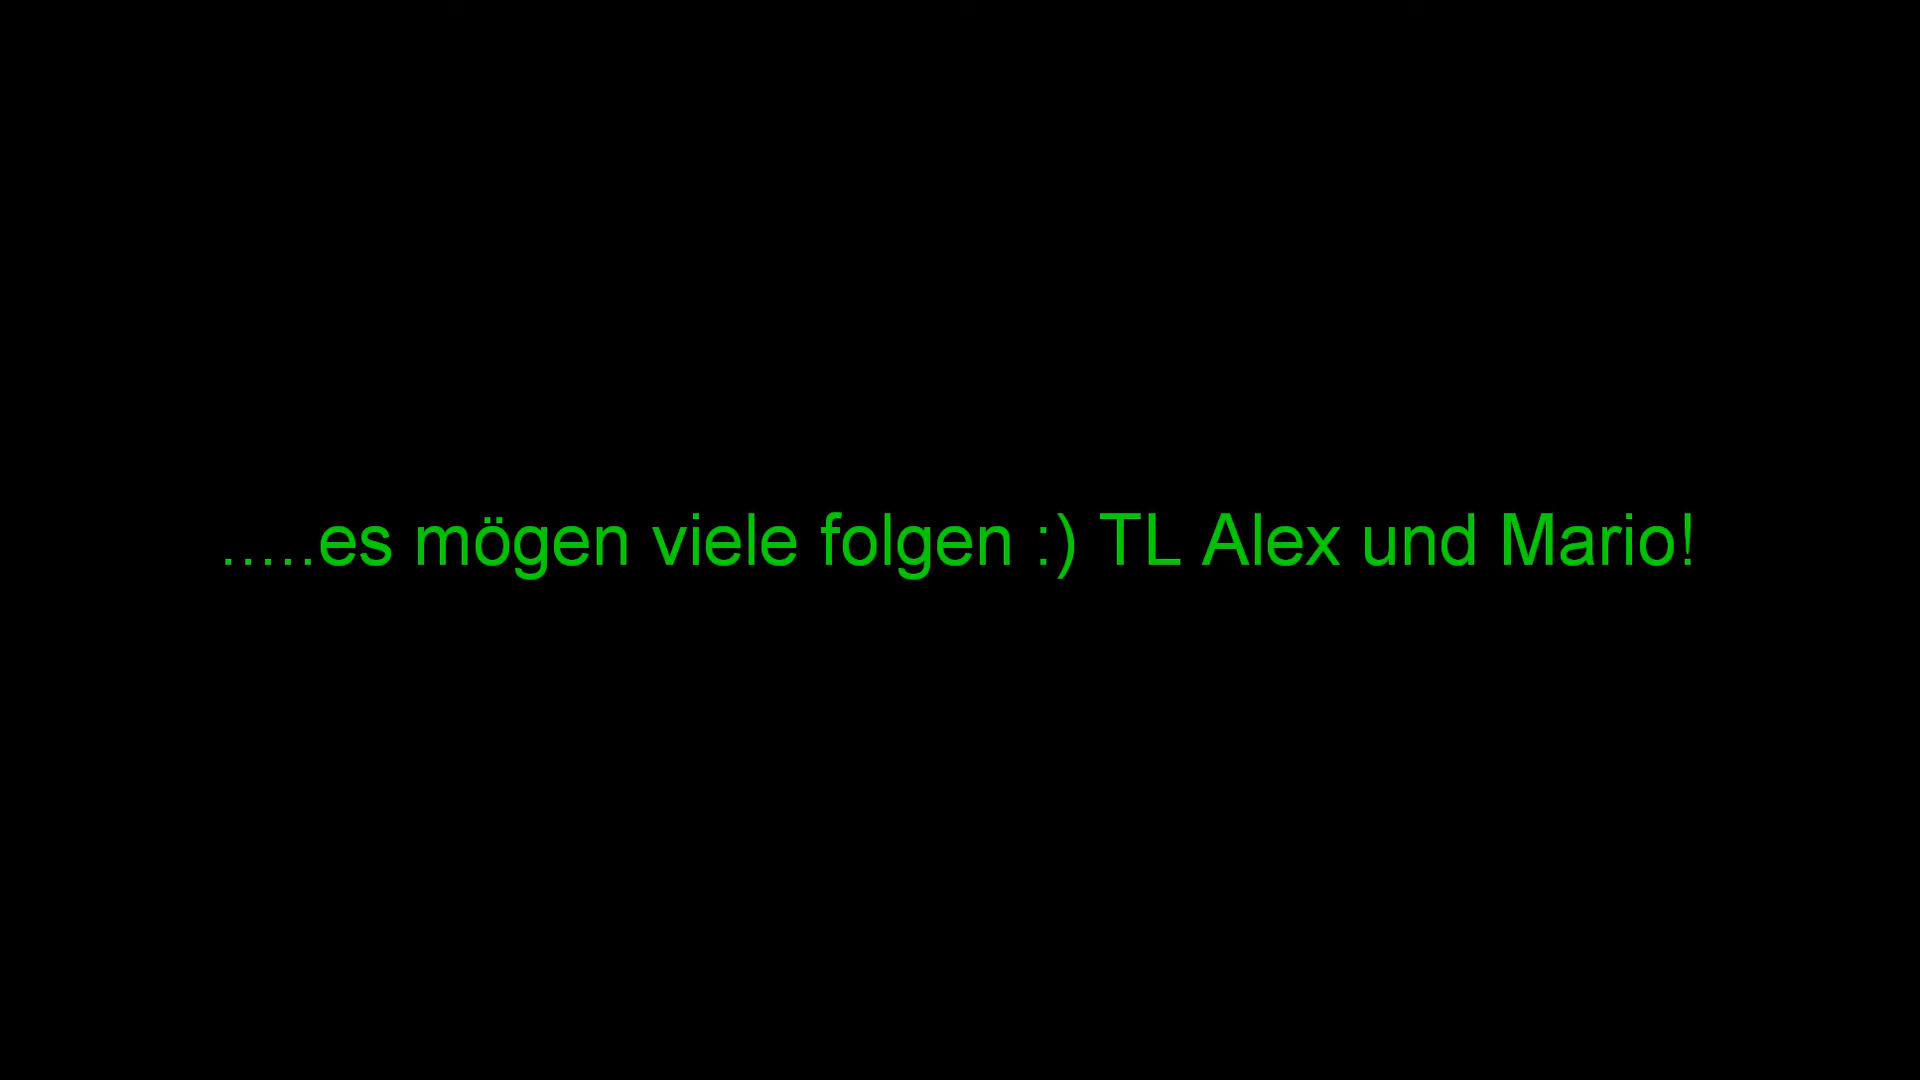 .....es mögen viele folgen :) TL Alex und Mario!